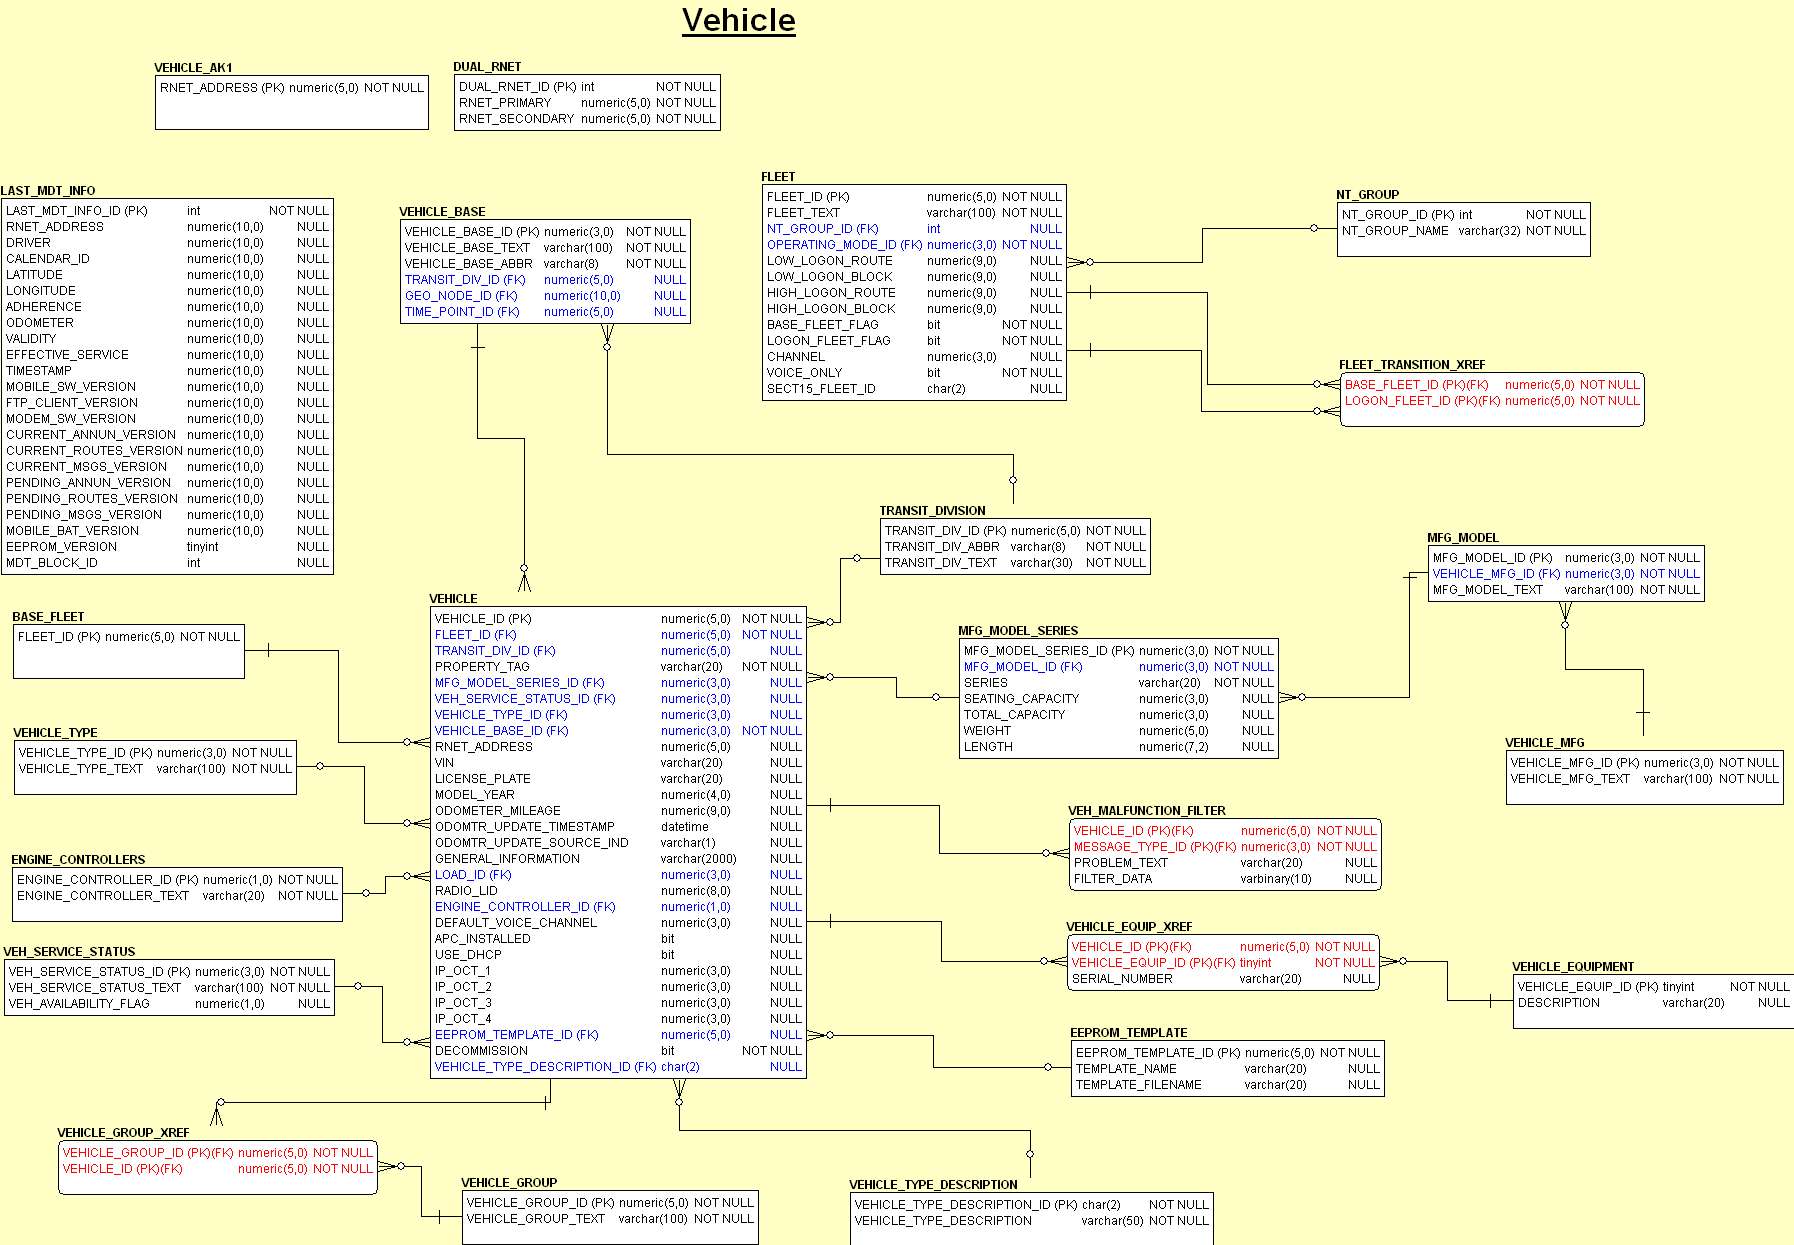 Vehicle
VEHICLE_AK1
RNET_ADDRESS (PK) numeric(5,0) NOT NULL
DUAL_RNET
DUAL_RNET_ID (PK) int NOT NULL
RNET_PRIMARY numeric(5,0) NOT NULL
RNET_SECONDARY numeric(5,0) NOT NULL
LAST_MDT_INFO
LAST_MDT_INFO_ID (PK) int NOT NULL
RNET_ADDRESS numeric(10,0) NULL
DRIVER numeric(10,0) NULL
CALENDAR_ID numeric(10,0) NULL
LATITUDE numeric(10,0) NULL
LONGITUDE numeric(10,0) NULL
ADHERENCE numeric(10,0) NULL
ODOMETER numeric(10,0) NULL
VALIDITY numeric(10,0) NULL
EFFECTIVE_SERVICE numeric(10,0) NULL
TIMESTAMP numeric(10,0) NULL
MOBILE_SW_VERSION numeric(10,0) NULL
FTP_CLIENT_VERSION numeric(10,0) NULL
MODEM_SW_VERSION numeric(10,0) NULL
CURRENT_ANNUN_VERSION numeric(10,0) NULL
CURRENT_ROUTES_VERSION numeric(10,0) NULL
CURRENT_MSGS_VERSION numeric(10,0) NULL
PENDING_ANNUN_VERSION numeric(10,0) NULL
PENDING_ROUTES_VERSION numeric(10,0) NULL
PENDING_MSGS_VERSION numeric(10,0) NULL
MOBILE_BAT_VERSION numeric(10,0) NULL
EEPROM_VERSION tinyint NULL
MDT_BLOCK_ID int NULL
VEHICLE_BASE
VEHICLE_BASE_ID (PK) numeric(3,0) NOT NULL
VEHICLE_BASE_TEXT varchar(100) NOT NULL
VEHICLE_BASE_ABBR varchar(8) NOT NULL
TRANSIT_DIV_ID (FK) numeric(5,0) NULL
GEO_NODE_ID (FK) numeric(10,0) NULL
TIME_POINT_ID (FK) numeric(5,0) NULL
FLEET
FLEET_ID (PK) numeric(5,0) NOT NULL
FLEET_TEXT varchar(100) NOT NULL
NT_GROUP_ID (FK) int NULL
OPERATING_MODE_ID (FK) numeric(3,0) NOT NULL
LOW_LOGON_ROUTE numeric(9,0) NULL
LOW_LOGON_BLOCK numeric(9,0) NULL
HIGH_LOGON_ROUTE numeric(9,0) NULL
HIGH_LOGON_BLOCK numeric(9,0) NULL
BASE_FLEET_FLAG bit NOT NULL
LOGON_FLEET_FLAG bit NOT NULL
CHANNEL numeric(3,0) NULL
VOICE_ONLY bit NOT NULL
SECT15_FLEET_ID char(2) NULL
NT_GROUP
NT_GROUP_ID (PK) int NOT NULL
NT_GROUP_NAME varchar(32) NOT NULL
FLEET_TRANSITION_XREF
BASE_FLEET_ID (PK)(FK) numeric(5,0) NOT NULL
LOGON_FLEET_ID (PK)(FK) numeric(5,0) NOT NULL
TRANSIT_DIVISION
TRANSIT_DIV_ID (PK) numeric(5,0) NOT NULL
TRANSIT_DIV_ABBR varchar(8) NOT NULL
TRANSIT_DIV_TEXT varchar(30) NOT NULL
MFG_MODEL
MFG_MODEL_ID (PK) numeric(3,0) NOT NULL
VEHICLE_MFG_ID (FK) numeric(3,0) NOT NULL
MFG_MODEL_TEXT varchar(100) NOT NULL
BASE_FLEET
FLEET_ID (PK) numeric(5,0) NOT NULL
VEHICLE_TYPE
VEHICLE_TYPE_ID (PK) numeric(3,0) NOT NULL
VEHICLE_TYPE_TEXT varchar(100) NOT NULL
ENGINE_CONTROLLERS
ENGINE_CONTROLLER_ID (PK) numeric(1,0) NOT NULL
ENGINE_CONTROLLER_TEXT varchar(20) NOT NULL
VEH_SERVICE_STATUS
VEH_SERVICE_STATUS_ID (PK) numeric(3,0) NOT NULL
VEH_SERVICE_STATUS_TEXT varchar(100) NOT NULL
VEH_AVAILABILITY_FLAG numeric(1,0) NULL
VEHICLE
VEHICLE_ID (PK) numeric(5,0) NOT NULL
FLEET_ID (FK) numeric(5,0) NOT NULL
TRANSIT_DIV_ID (FK) numeric(5,0) NULL
PROPERTY_TAG varchar(20) NOT NULL
MFG_MODEL_SERIES_ID (FK) numeric(3,0) NULL
VEH_SERVICE_STATUS_ID (FK) numeric(3,0) NULL
VEHICLE_TYPE_ID (FK) numeric(3,0) NULL
VEHICLE_BASE_ID (FK) numeric(3,0) NOT NULL
RNET_ADDRESS numeric(5,0) NULL
VIN varchar(20) NULL
LICENSE_PLATE varchar(20) NULL
MODEL_YEAR numeric(4,0) NULL
ODOMETER_MILEAGE numeric(9,0) NULL
ODOMTR_UPDATE_TIMESTAMP datetime NULL
ODOMTR_UPDATE_SOURCE_IND varchar(1) NULL
GENERAL_INFORMATION varchar(2000) NULL
LOAD_ID (FK) numeric(3,0) NULL
RADIO_LID numeric(8,0) NULL
ENGINE_CONTROLLER_ID (FK) numeric(1,0) NULL
DEFAULT_VOICE_CHANNEL numeric(3,0) NULL
APC_INSTALLED bit NULL
USE_DHCP bit NULL
IP_OCT_1 numeric(3,0) NULL
IP_OCT_2 numeric(3,0) NULL
IP_OCT_3 numeric(3,0) NULL
IP_OCT_4 numeric(3,0) NULL
EEPROM_TEMPLATE_ID (FK) numeric(5,0) NULL
DECOMMISSION bit NOT NULL
VEHICLE_TYPE_DESCRIPTION_ID (FK) char(2) NULL
MFG_MODEL_SERIES
MFG_MODEL_SERIES_ID (PK) numeric(3,0) NOT NULL
MFG_MODEL_ID (FK) numeric(3,0) NOT NULL
SERIES varchar(20) NOT NULL
SEATING_CAPACITY numeric(3,0) NULL
TOTAL_CAPACITY numeric(3,0) NULL
WEIGHT numeric(5,0) NULL
LENGTH numeric(7,2) NULL
VEHICLE_MFG
VEHICLE_MFG_ID (PK) numeric(3,0) NOT NULL
VEHICLE_MFG_TEXT varchar(100) NOT NULL
VEH_MALFUNCTION_FILTER
VEHICLE_ID (PK)(FK) numeric(5,0) NOT NULL
MESSAGE_TYPE_ID (PK)(FK) numeric(3,0) NOT NULL
PROBLEM_TEXT varchar(20) NULL
FILTER_DATA varbinary(10) NULL
VEHICLE_EQUIP_XREF
VEHICLE_ID (PK)(FK) numeric(5,0) NOT NULL
VEHICLE_EQUIP_ID (PK)(FK) tinyint NOT NULL
SERIAL_NUMBER varchar(20) NULL
VEHICLE_EQUIPMENT
VEHICLE_EQUIP_ID (PK) tinyint NOT NULL
DESCRIPTION varchar(20) NULL
EEPROM_TEMPLATE
EEPROM_TEMPLATE_ID (PK) numeric(5,0) NOT NULL
TEMPLATE_NAME varchar(20) NULL
TEMPLATE_FILENAME varchar(20) NULL
VEHICLE_GROUP_XREF
VEHICLE_GROUP_ID (PK)(FK) numeric(5,0) NOT NULL
VEHICLE_ID (PK)(FK) numeric(5,0) NOT NULL
VEHICLE_GROUP
VEHICLE_GROUP_ID (PK) numeric(5,0) NOT NULL
VEHICLE_GROUP_TEXT varchar(100) NOT NULL
VEHICLE_TYPE_DESCRIPTION
VEHICLE_TYPE_DESCRIPTION_ID (PK) char(2) NOT NULL
VEHICLE_TYPE_DESCRIPTION varchar(50) NOT NULL